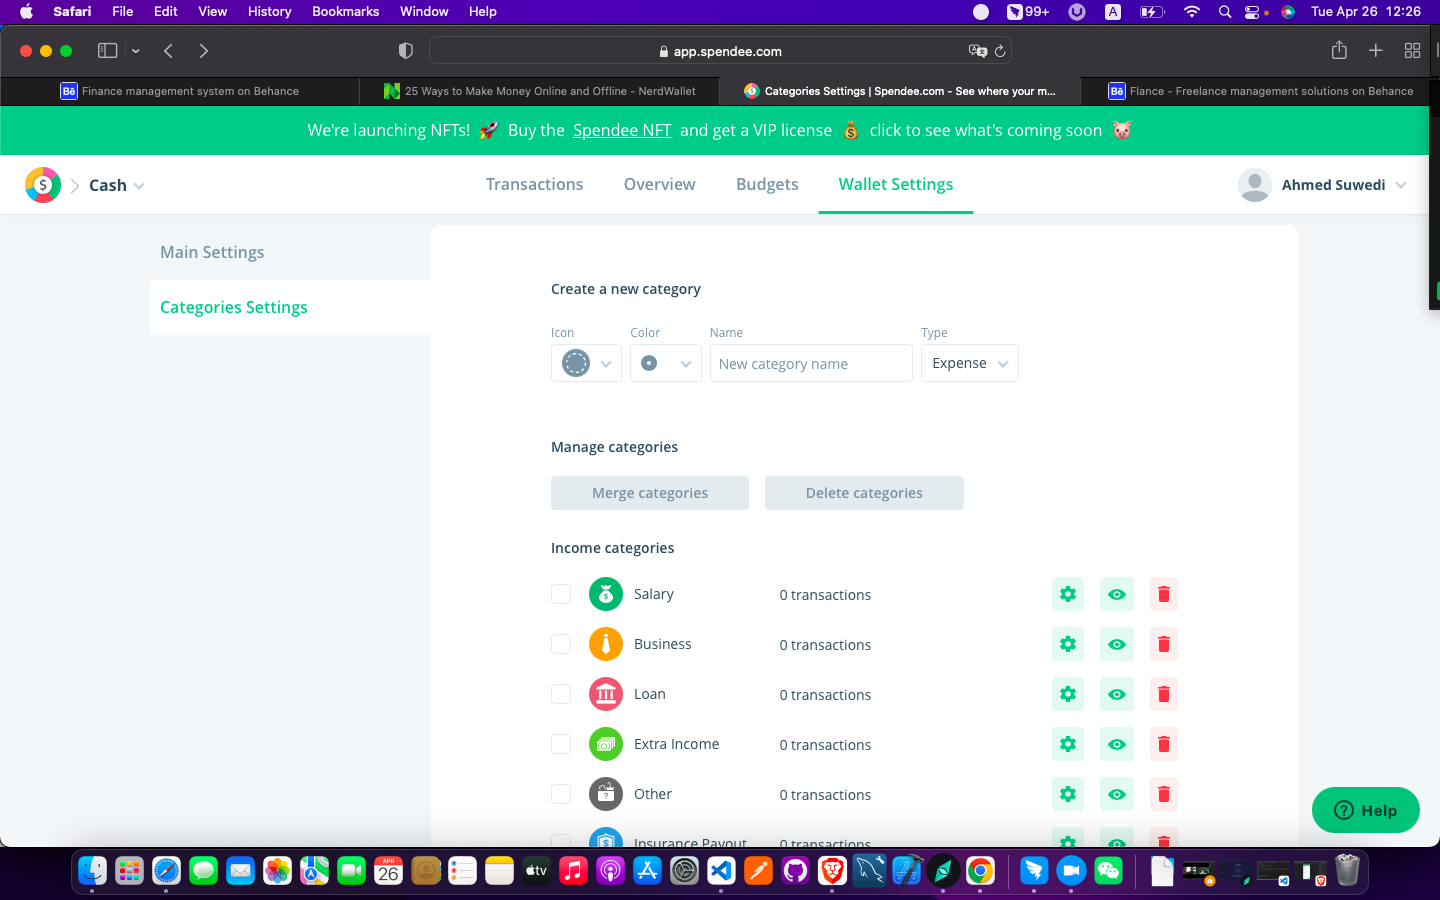 Safari File Edit View History Bookmarks Window Help 99+ A Tue Apr 26 12:26
app.spendee.com
Bē Finance management system on Behance
25 Ways to Make Money Online and Offline - NerdWallet
Categories Settings | Spendee.com - See where your m...
Bē Flance - Freelance management solutions on Behance
We're launching NFTs! 🚀 Buy the Spendee NFT and get a VIP license 💰 click to see what's coming soon 🐷
Cash
Transactions Overview Budgets Wallet Settings
Ahmed Suwedi
Main Settings
Categories Settings
Create a new category
Icon Color Name Type
New category name Expense
Manage categories
Merge categories Delete categories
Income categories
Salary 0 transactions
Business 0 transactions
Loan 0 transactions
Extra Income 0 transactions
Other 0 transactions
Insurance Payout 0 transactions
? Help
APR
26
tv